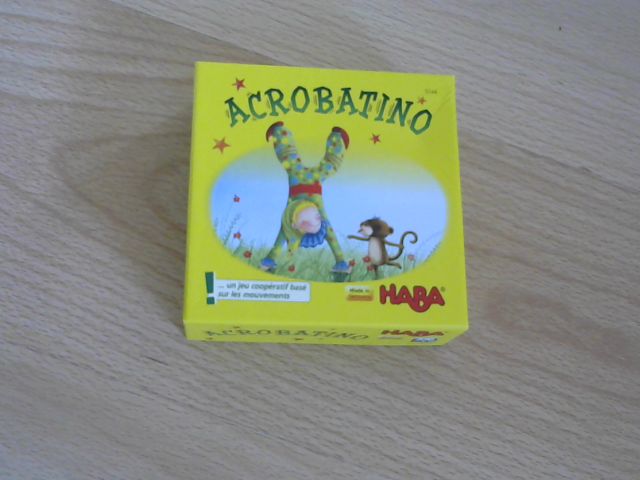 ACROBATINO
... un jeu coopératif basé
sur les mouvements
Made in
HABA
ACROBATINO
HABA